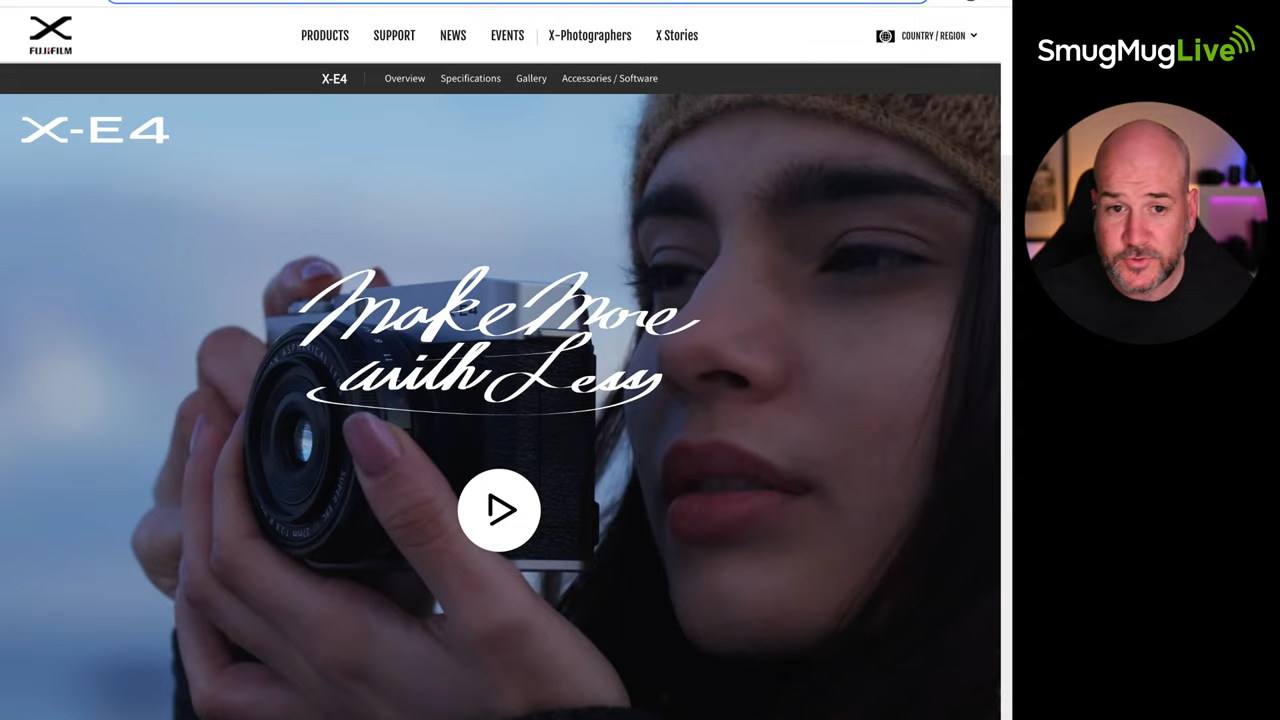 FUJIFILM
PRODUCTS SUPPORT NEWS EVENTS X-Photographers X Stories COUNTRY / REGION
X-E4 Overview Specifications Gallery Accessories / Software
X-E4
Make More
with Less
SmugMugLive